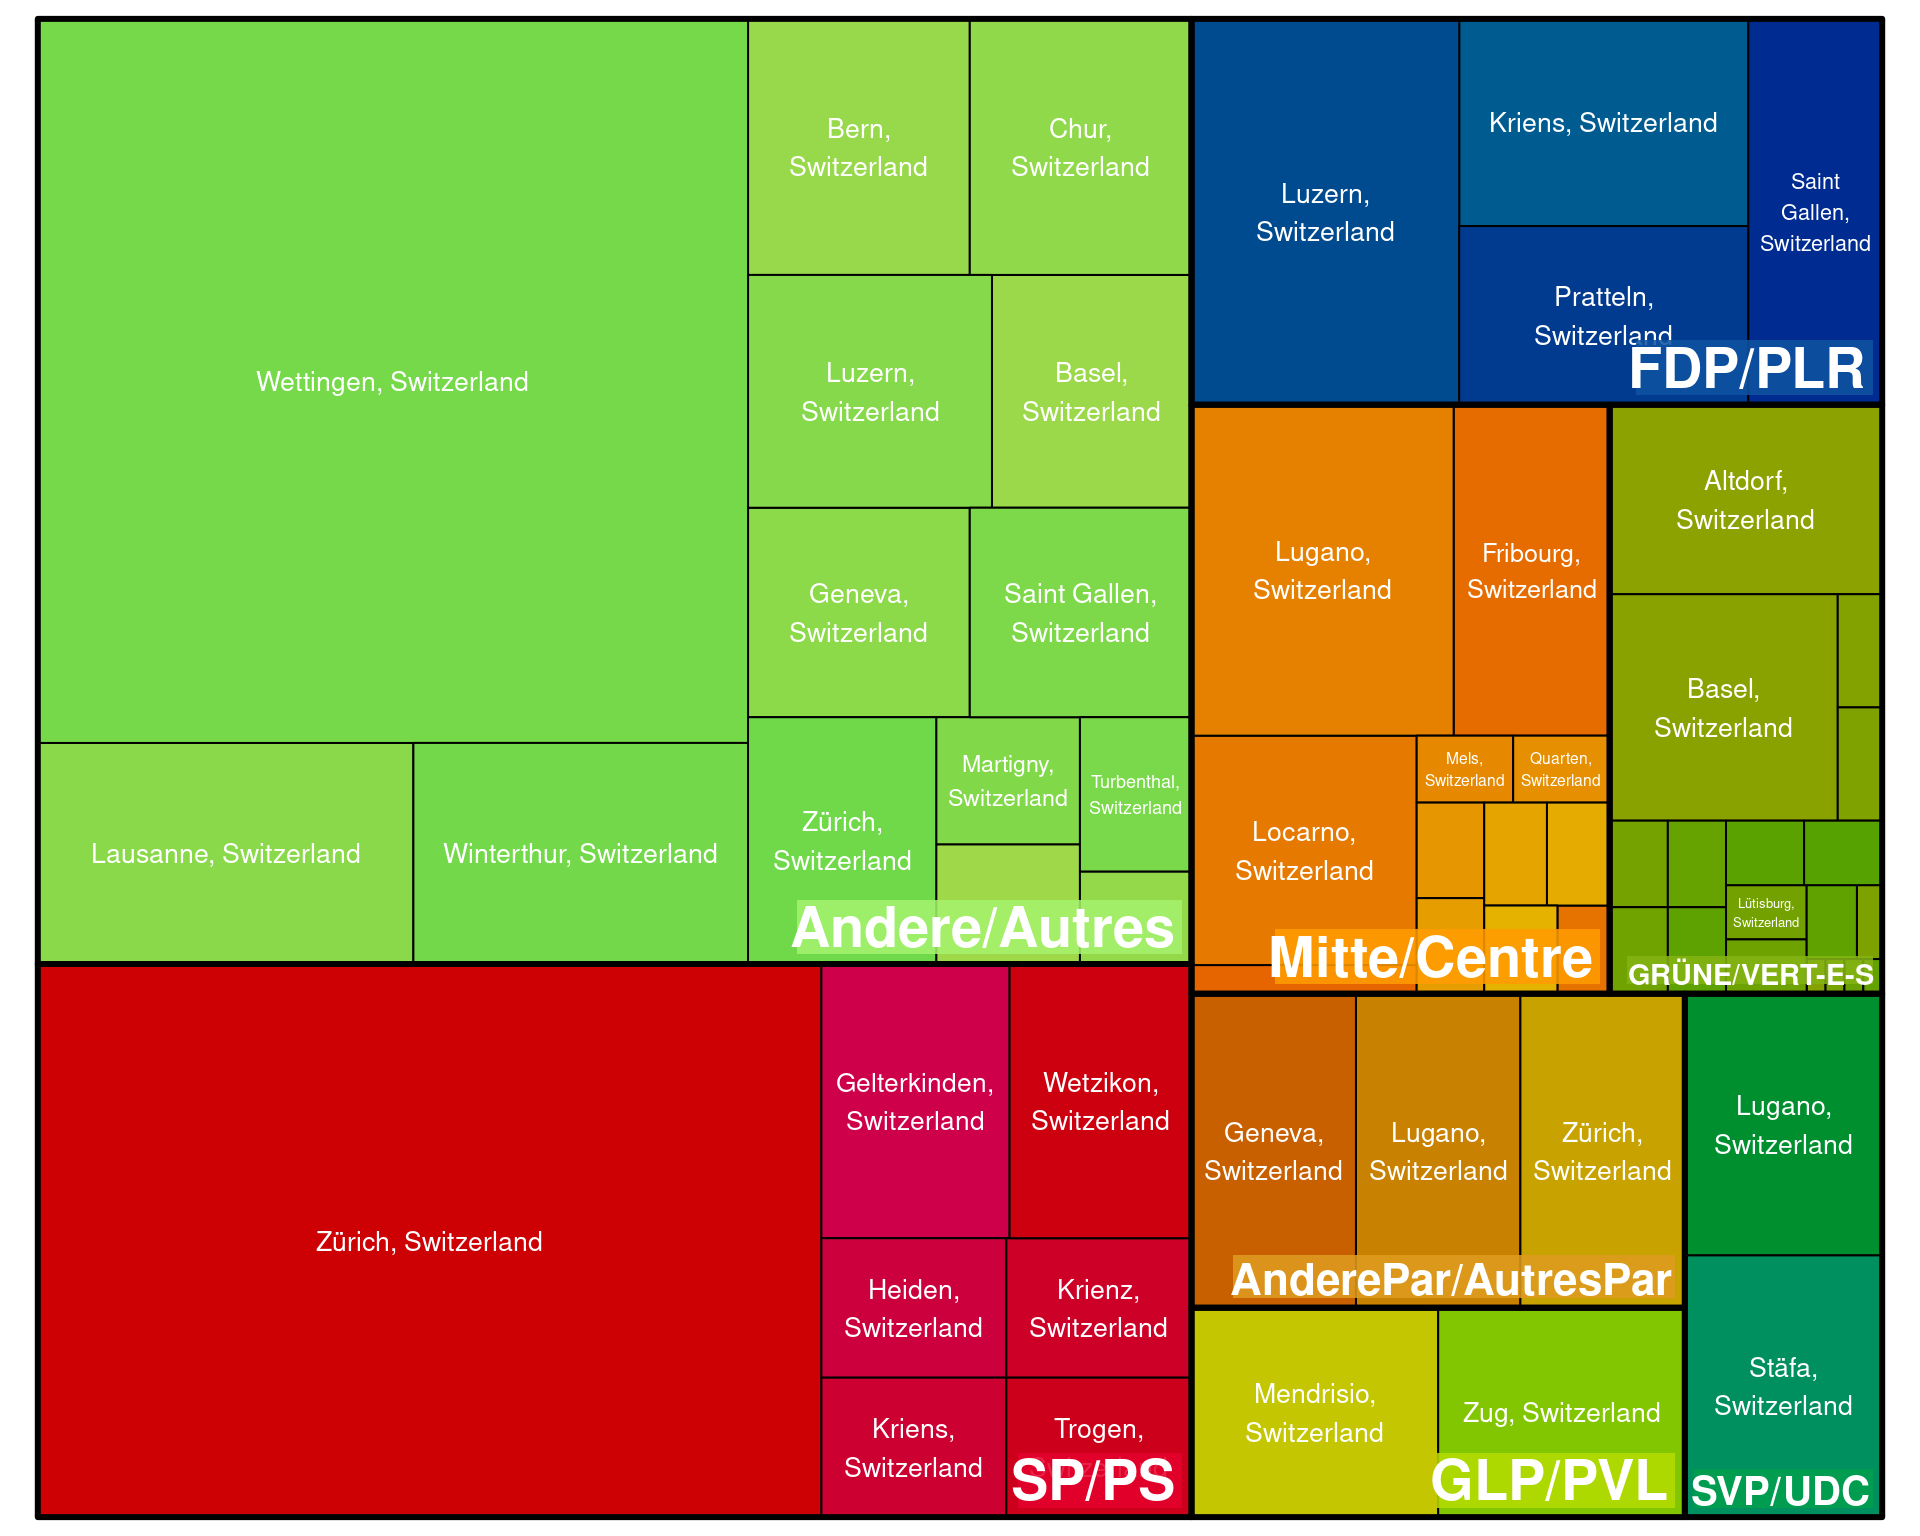 Wettingen, Switzerland
Bern,
Switzerland
Chur,
Switzerland
Luzern,
Switzerland
Basel,
Switzerland
Geneva,
Switzerland
Saint Gallen,
Switzerland
Lausanne, Switzerland
Winterthur, Switzerland
Zürich,
Switzerland
Martigny,
Switzerland
Turbenthal,
Switzerland
Andere/Autres
Zürich, Switzerland
Gelterkinden,
Switzerland
Wetzikon,
Switzerland
Heiden,
Switzerland
Krienz,
Switzerland
Kriens,
Switzerland
Trogen,
SP/PS
Luzern,
Switzerland
Kriens, Switzerland
Pratteln,
Switzerland
Saint
Gallen,
Switzerland
FDP/PLR
Lugano,
Switzerland
Fribourg,
Switzerland
Locarno,
Switzerland
Mels,
Switzerland
Quarten,
Switzerland
Mitte/Centre
Altdorf,
Switzerland
Basel,
Switzerland
Lütisburg,
Switzerland
GRÜNE/VERT-E-S
Geneva,
Switzerland
Lugano,
Switzerland
Zürich,
Switzerland
AnderePar/AutresPar
Mendrisio,
Switzerland
Zug, Switzerland
GLP/PVL
Lugano,
Switzerland
Stäfa,
Switzerland
SVP/UDC